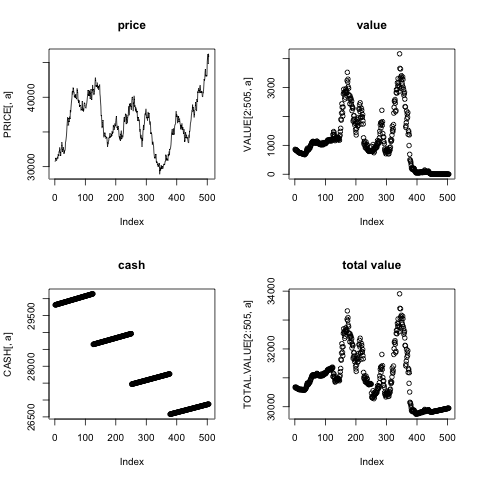 price
value
PRICE[, a]
30000
40000
0 100 200 300 400 500
Index
VALUE[2:505, a]
0
1000
3000
0 100 200 300 400 500
Index
cash
total value
CASH[, a]
26500
28000
29500
0 100 200 300 400 500
Index
TOTAL.VALUE[2:505, a]
30000
32000
34000
0 100 200 300 400 500
Index